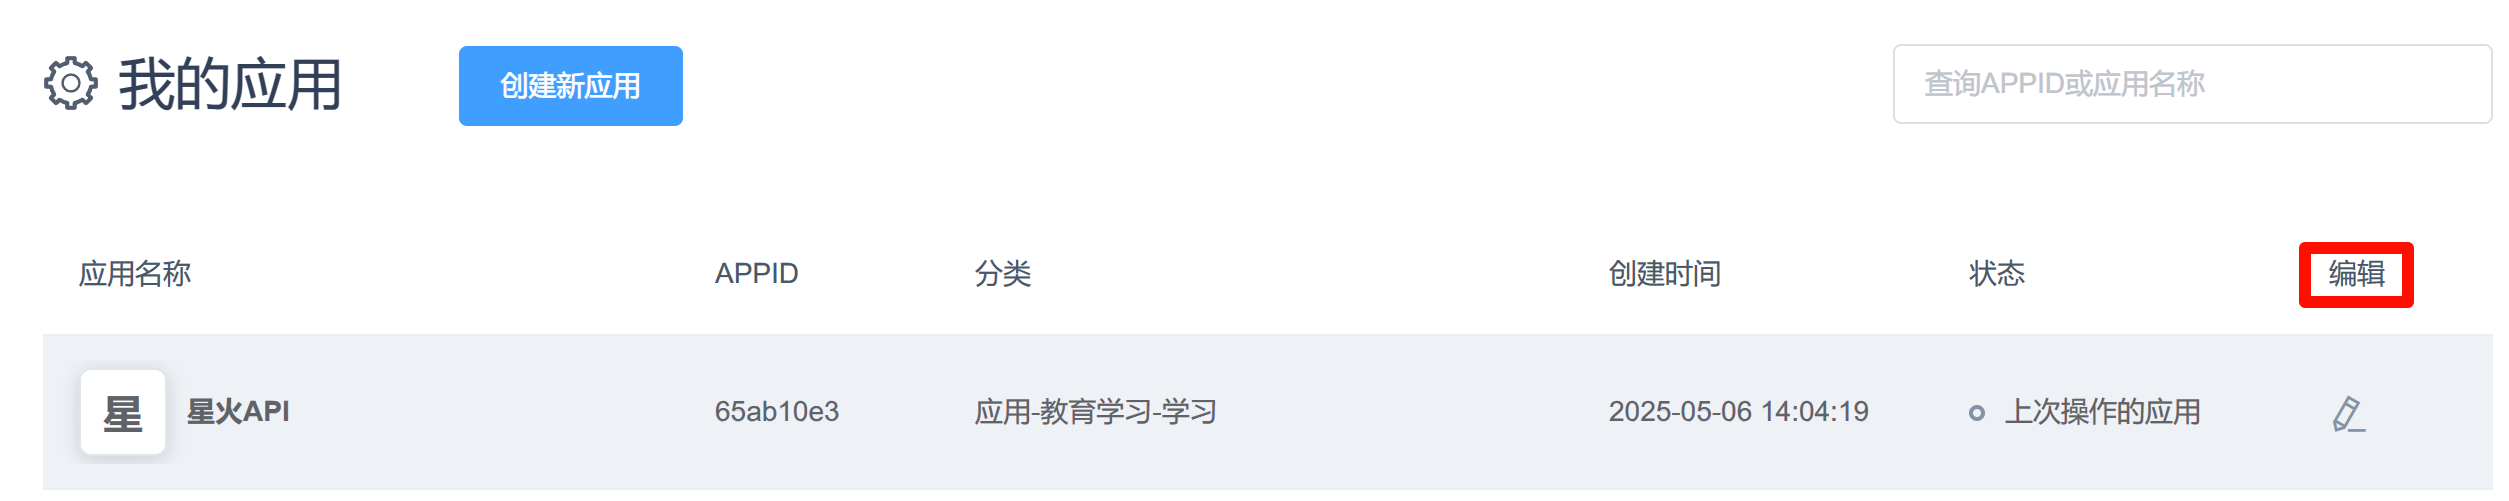 我的应用 创建新应用 查询APPID或应用名称
应用名称 APPID 分类 创建时间 状态 编辑
星 星火API 65ab10e3 应用-教育学习-学习 2025-05-06 14:04:19 上次操作的应用